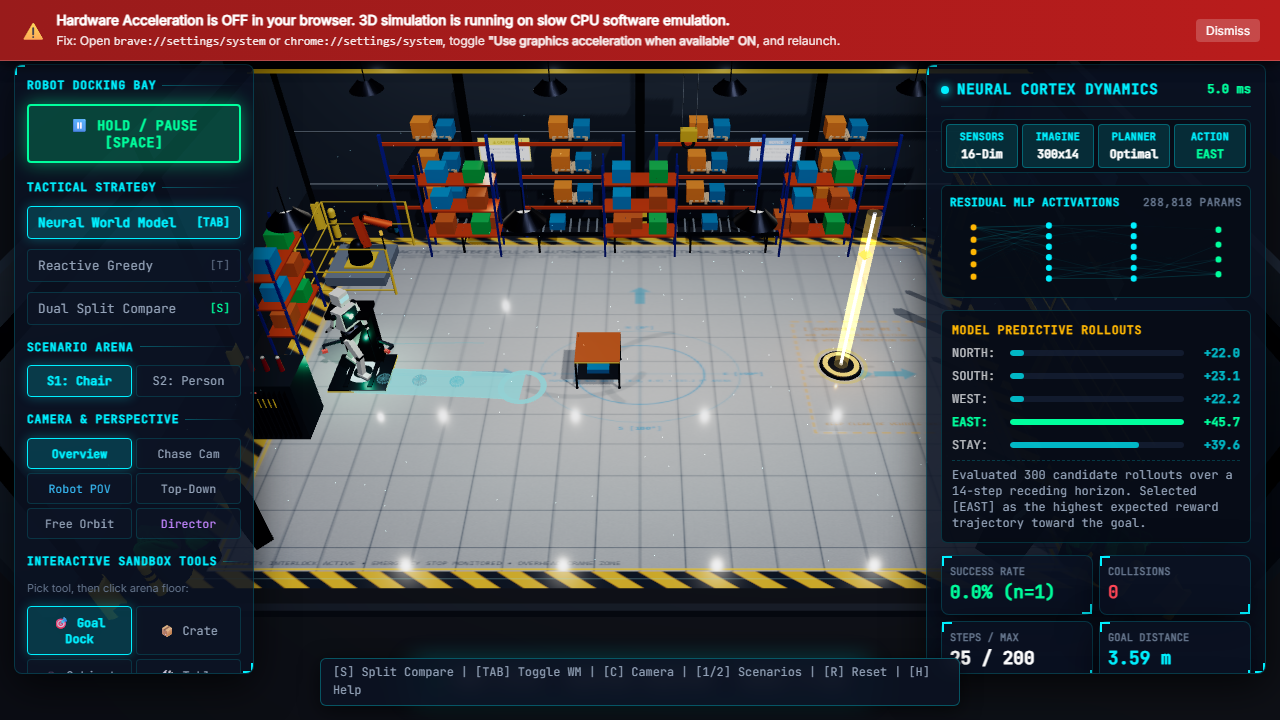 Hardware Acceleration is OFF in your browser. 3D simulation is running on slow CPU software emulation.
Fix: Open brave://settings/system or chrome://settings/system, toggle "Use graphics acceleration when available" ON, and relaunch.
Dismiss
ROBOT DOCKING BAY
HOLD / PAUSE
[SPACE]
TACTICAL STRATEGY
Neural World Model [TAB]
Reactive Greedy [T]
Dual Split Compare [S]
SCENARIO ARENA
S1: Chair
S2: Person
CAMERA & PERSPECTIVE
Overview
Chase Cam
Robot POV
Top-Down
Free Orbit
Director
INTERACTIVE SANDBOX TOOLS
Pick tool, then click arena floor:
Goal
Dock
Crate
NEURAL CORTEX DYNAMICS 5.0 ms
SENSORS
16-Dim
IMAGINE
300x14
PLANNER
Optimal
ACTION
EAST
RESIDUAL MLP ACTIVATIONS 288,818 PARAMS
MODEL PREDICTIVE ROLLOUTS
NORTH: +22.0
SOUTH: +23.1
WEST: +22.2
EAST: +45.7
STAY: +39.6
Evaluated 300 candidate rollouts over a
14-step receding horizon. Selected
[EAST] as the highest expected reward
trajectory toward the goal.
SUCCESS RATE
0.0% (n=1)
COLLISIONS
0
STEPS / MAX
25 / 200
GOAL DISTANCE
3.59 m
[S] Split Compare | [TAB] Toggle WM | [C] Camera | [1/2] Scenarios | [R] Reset | [H]
Help